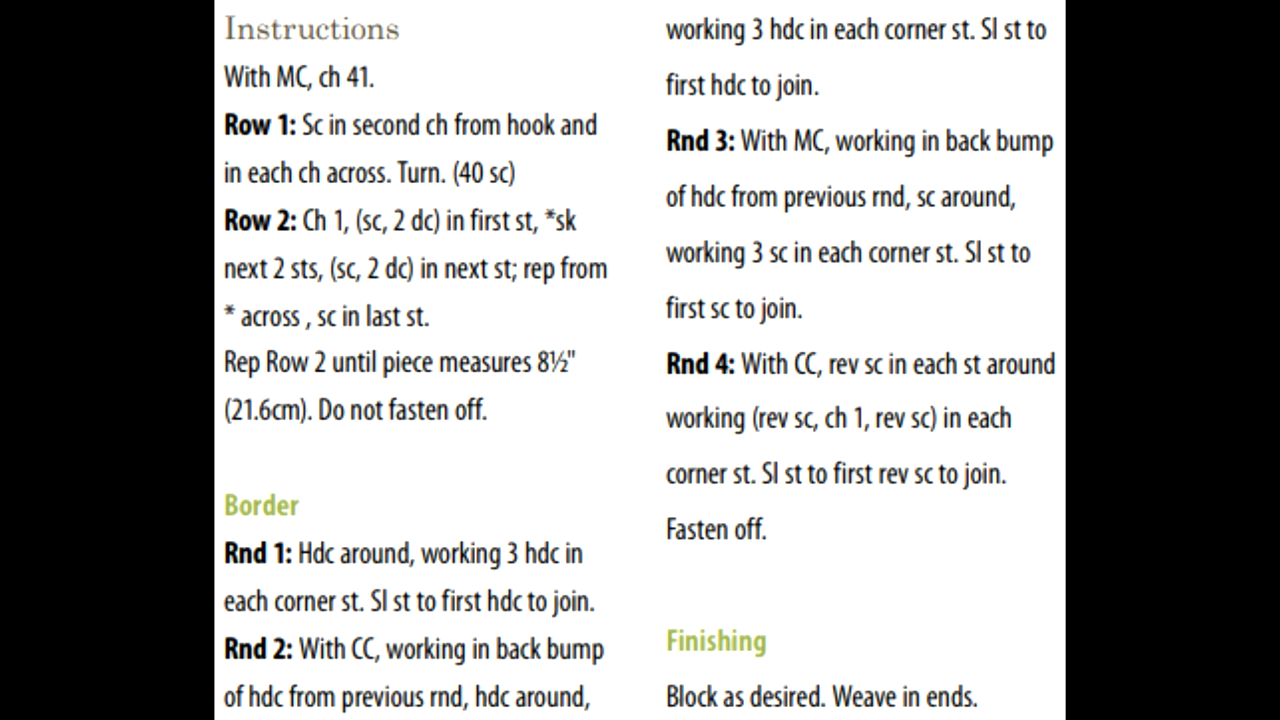 Instructions
With MC, ch 41.
Row 1: Sc in second ch from hook and
in each ch across. Turn. (40 sc)
Row 2: Ch 1, (sc, 2 dc) in first st, *sk
next 2 sts, (sc, 2 dc) in next st; rep from
* across , sc in last st.
Rep Row 2 until piece measures 8½"
(21.6cm). Do not fasten off.
Border
Rnd 1: Hdc around, working 3 hdc in
each corner st. Sl st to first hdc to join.
Rnd 2: With CC, working in back bump
of hdc from previous rnd, hdc around,
working 3 hdc in each corner st. Sl st to
first hdc to join.
Rnd 3: With MC, working in back bump
of hdc from previous rnd, sc around,
working 3 sc in each corner st. Sl st to
first sc to join.
Rnd 4: With CC, rev sc in each st around
working (rev sc, ch 1, rev sc) in each
corner st. Sl st to first rev sc to join.
Fasten off.
Finishing
Block as desired. Weave in ends.